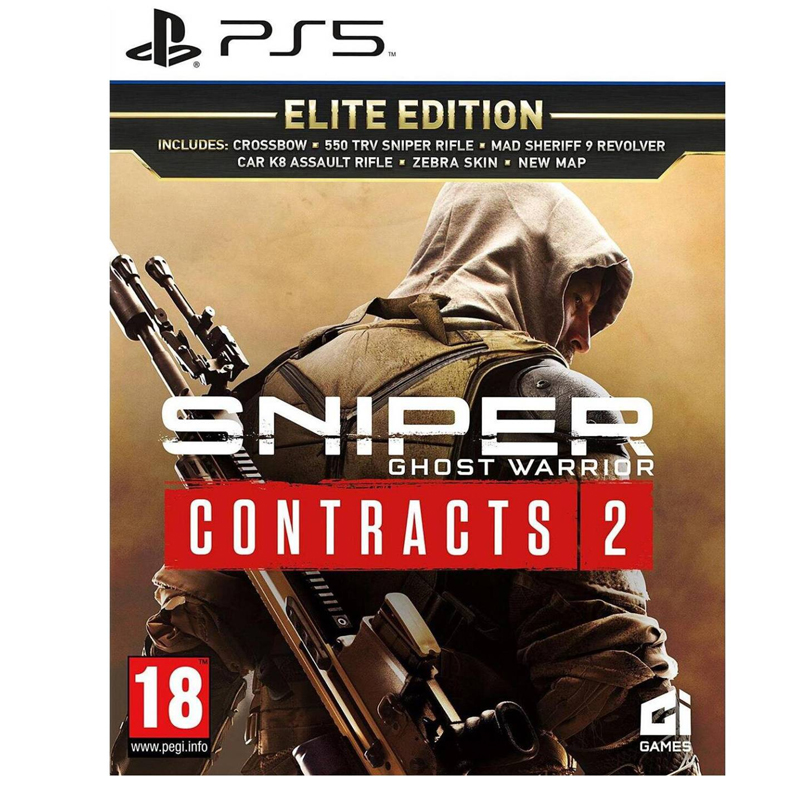 PS5
ELITE EDITION
INCLUDES: CROSSBOW ▪ 550 TRV SNIPER RIFLE ▪ MAD SHERIFF 9 REVOLVER
CAR K8 ASSAULT RIFLE ▪ ZEBRA SKIN ▪ NEW MAP
SNIPER
GHOST WARRIOR
CONTRACTS 2
18
www.pegi.info
CI
GAMES